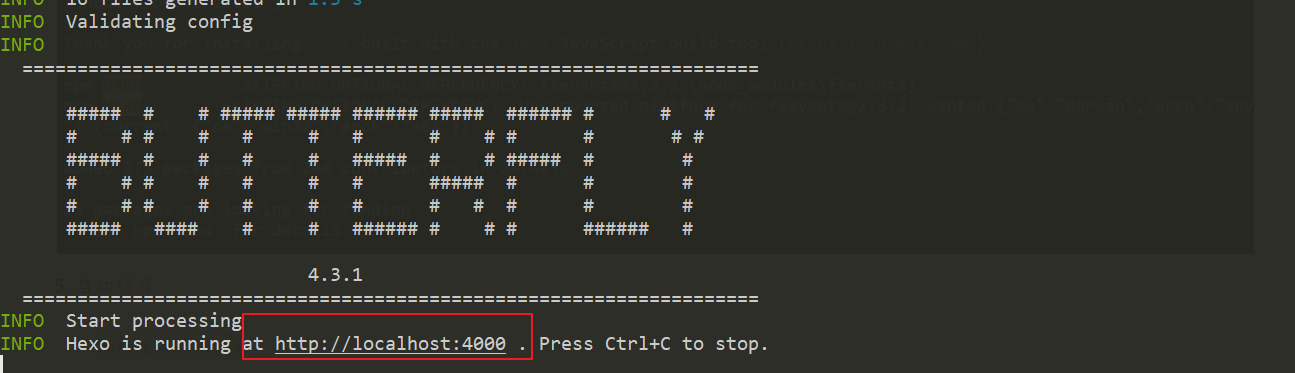 INFO 16 files generated in 1.5 s
INFO Validating config
INFO
===================================================================
 #####  #    # ##### ##### ###### #####  ###### #      #   #
 #    # #    #   #     #   #      #    # #      #       # #
 #####  #    #   #     #   #####  #    # #####  #        #
 #    # #    #   #     #   #      #####  #      #        #
 #    # #    #   #     #   #      #   #  #      #        #
 #####   ####    #     #   ###### #    # #      ######   #
4.3.1
===================================================================
INFO Start processing
INFO Hexo is running at http://localhost:4000 . Press Ctrl+C to stop.